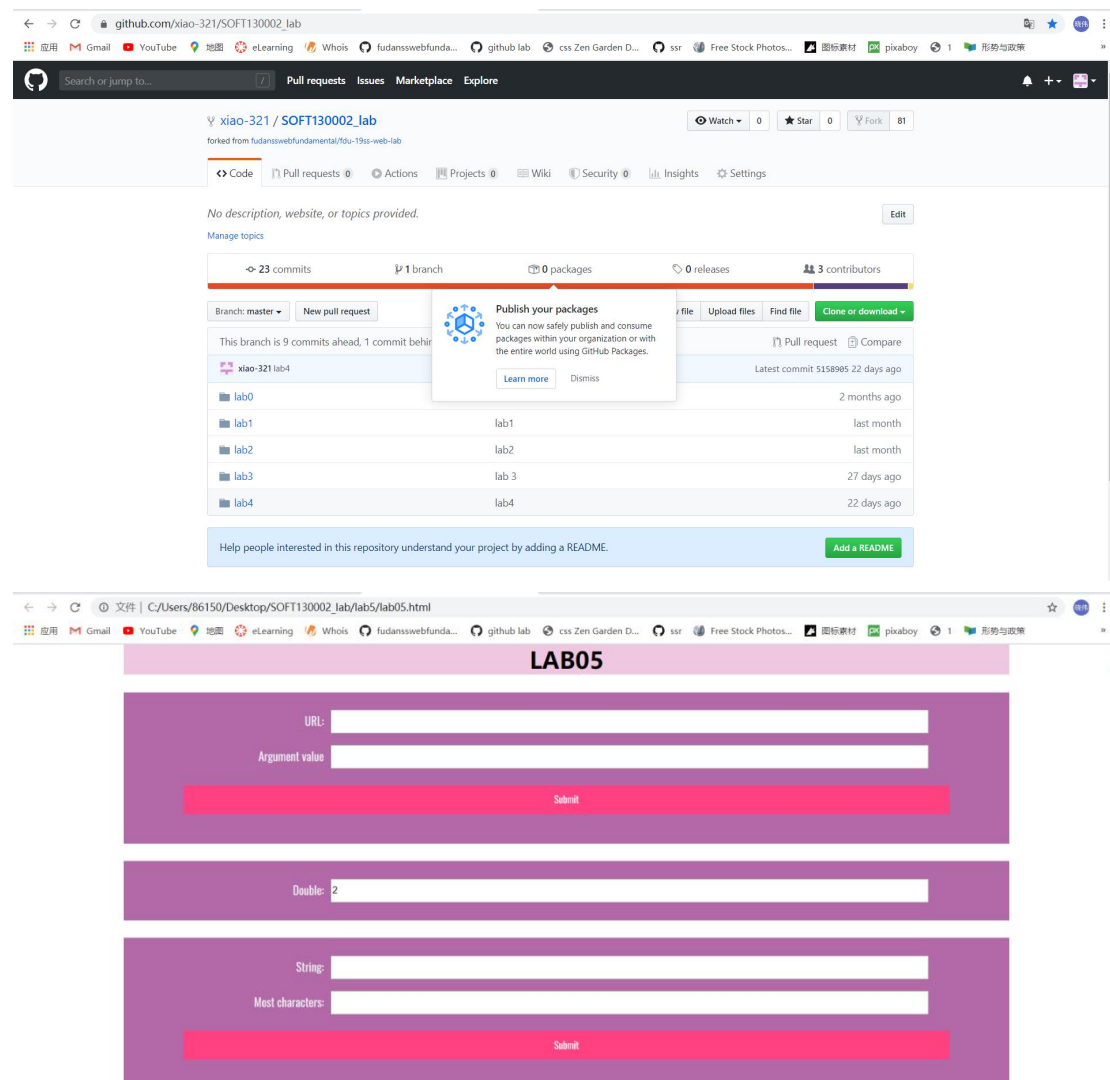 github.com/xiao-321/SOFT130002_lab
应用 Gmail YouTube 地图 eLearning Whois fudansswebfunda... github lab css Zen Garden D... ssr Free Stock Photos... 图标素材 pixaboy 1 形势与政策 »
Search or jump to... / Pull requests Issues Marketplace Explore
xiao-321 / SOFT130002_lab Watch 0 Star 0 Fork 81
forked from fudansswebfundamental/fdu-19ss-web-lab
Code Pull requests 0 Actions Projects 0 Wiki Security 0 Insights Settings
No description, website, or topics provided. Edit
Manage topics
23 commits 1 branch 0 packages 0 releases 3 contributors
Branch: master New pull request file Upload files Find file Clone or download
Publish your packages
You can now safely publish and consume
packages within your organization or with
the entire world using GitHub Packages.
Learn more Dismiss
This branch is 9 commits ahead, 1 commit behin Pull request Compare
xiao-321 lab4 Latest commit 5158905 22 days ago
lab0 2 months ago
lab1 lab1 last month
lab2 lab2 last month
lab3 lab 3 27 days ago
lab4 lab4 22 days ago
Help people interested in this repository understand your project by adding a README. Add a README
文件 | C:/Users/86150/Desktop/SOFT130002_lab/lab5/lab05.html
应用 Gmail YouTube 地图 eLearning Whois fudansswebfunda... github lab css Zen Garden D... ssr Free Stock Photos... 图标素材 pixaboy 1 形势与政策 »
LAB05
URL:
Argument value
Submit
Double: 2
String:
Most characters:
Submit